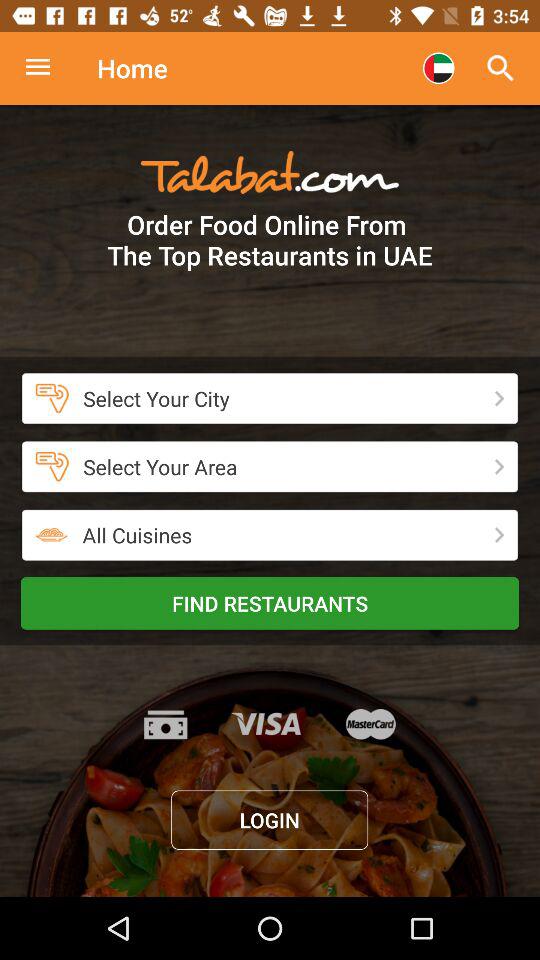 52° 3:54
Home
Talabat.com
Order Food Online From
The Top Restaurants in UAE
Select Your City
Select Your Area
All Cuisines
FIND RESTAURANTS
VISA MasterCard
LOGIN